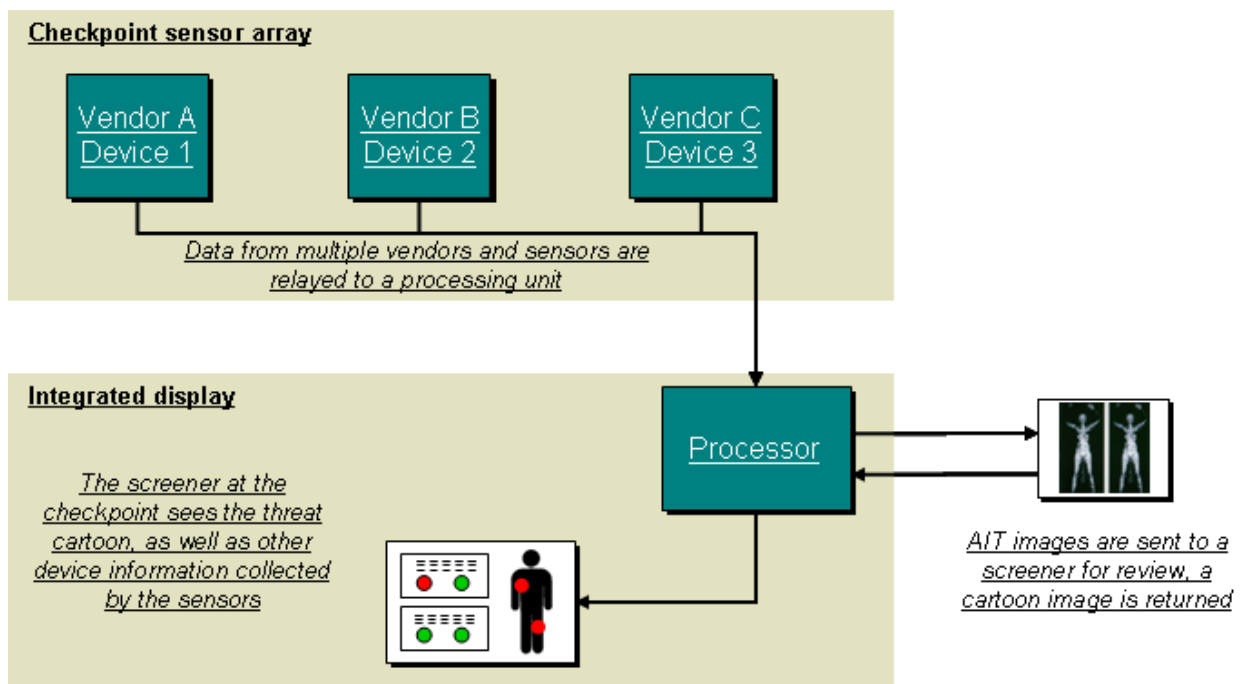 Checkpoint sensor array
Vendor A
Device 1
Vendor B
Device 2
Vendor C
Device 3
Data from multiple vendors and sensors are
relayed to a processing unit
Integrated display
Processor
The screener at the
checkpoint sees the threat
cartoon, as well as other
device information collected
by the sensors
AIT images are sent to a
screener for review, a
cartoon image is returned